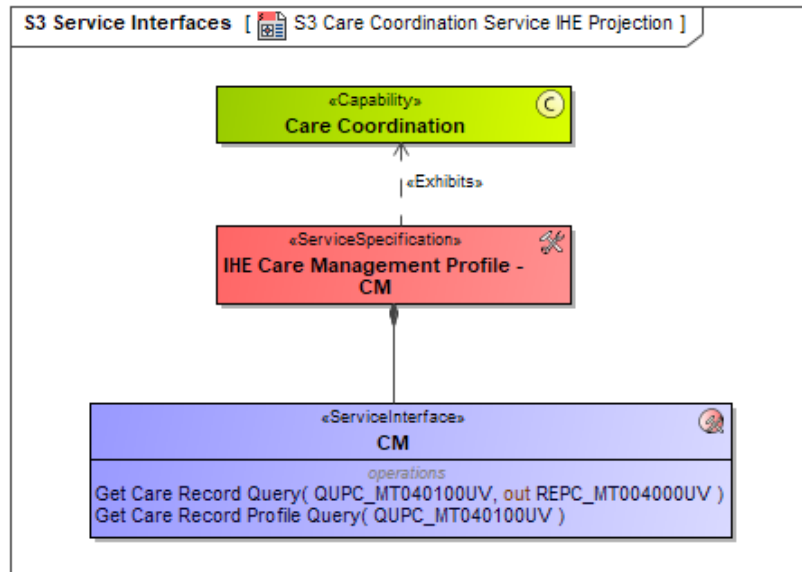 S3 Service Interfaces [ S3 Care Coordination Service IHE Projection ]
«Capability»
C
Care Coordination
«Exhibits»
«ServiceSpecification»
IHE Care Management Profile -
CM
«ServiceInterface»
CM
operations
Get Care Record Query( QUPC_MT040100UV, out REPC_MT004000UV )
Get Care Record Profile Query( QUPC_MT040100UV )